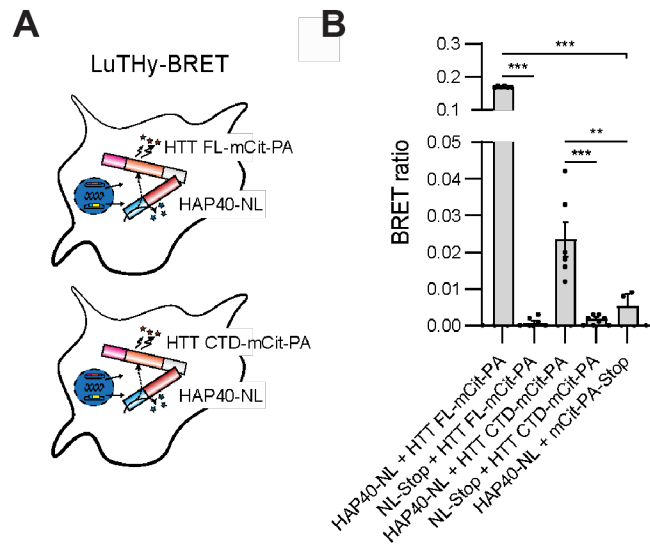 A
B
LuTHy-BRET
HTT FL-mCit-PA
HAP40-NL
HTT CTD-mCit-PA
HAP40-NL
BRET ratio
0.3
0.2
0.1
0.05
0.04
0.03
0.02
0.01
0.00
***
***
**
***
HAP40-NL + HTT FL-mCit-PA
NL-Stop + HTT FL-mCit-PA
HAP40-NL + HTT CTD-mCit-PA
NL-Stop + HTT CTD-mCit-PA
HAP40-NL + mCit-PA-Stop